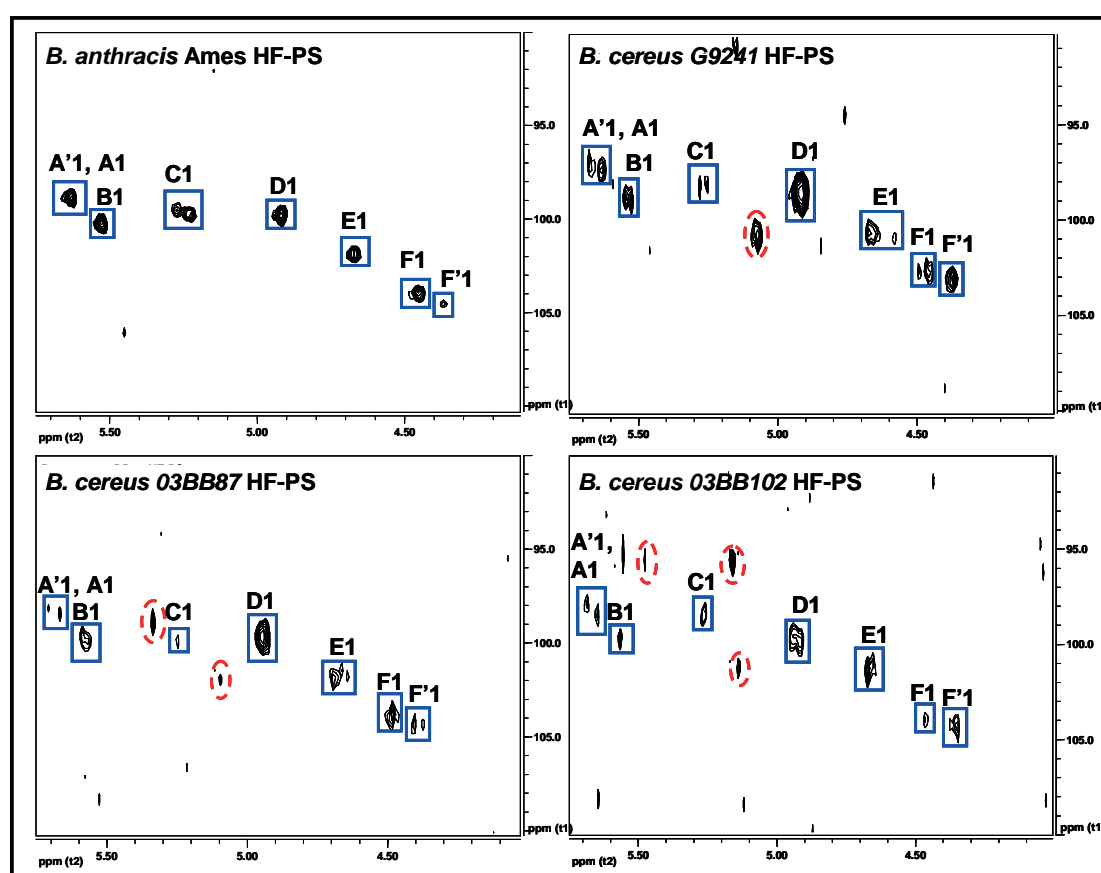 B. anthracis Ames HF-PS
A'1, A1
B1
C1
D1
E1
F1
F'1
95.0
100.0
105.0
ppm (t1)
5.50
5.00
4.50
ppm (t2)
B. cereus G9241 HF-PS
A'1, A1
B1
C1
D1
E1
F1
F'1
95.0
100.0
105.0
ppm (t1)
5.50
5.00
4.50
ppm (t2)
B. cereus 03BB87 HF-PS
A'1, A1
B1
C1
D1
E1
F1
F'1
95.0
100.0
105.0
ppm (t1)
5.50
5.00
4.50
ppm (t2)
B. cereus 03BB102 HF-PS
A'1,
A1
B1
C1
D1
E1
F1
F'1
95.0
100.0
105.0
ppm (t1)
5.50
5.00
4.50
ppm (t2)